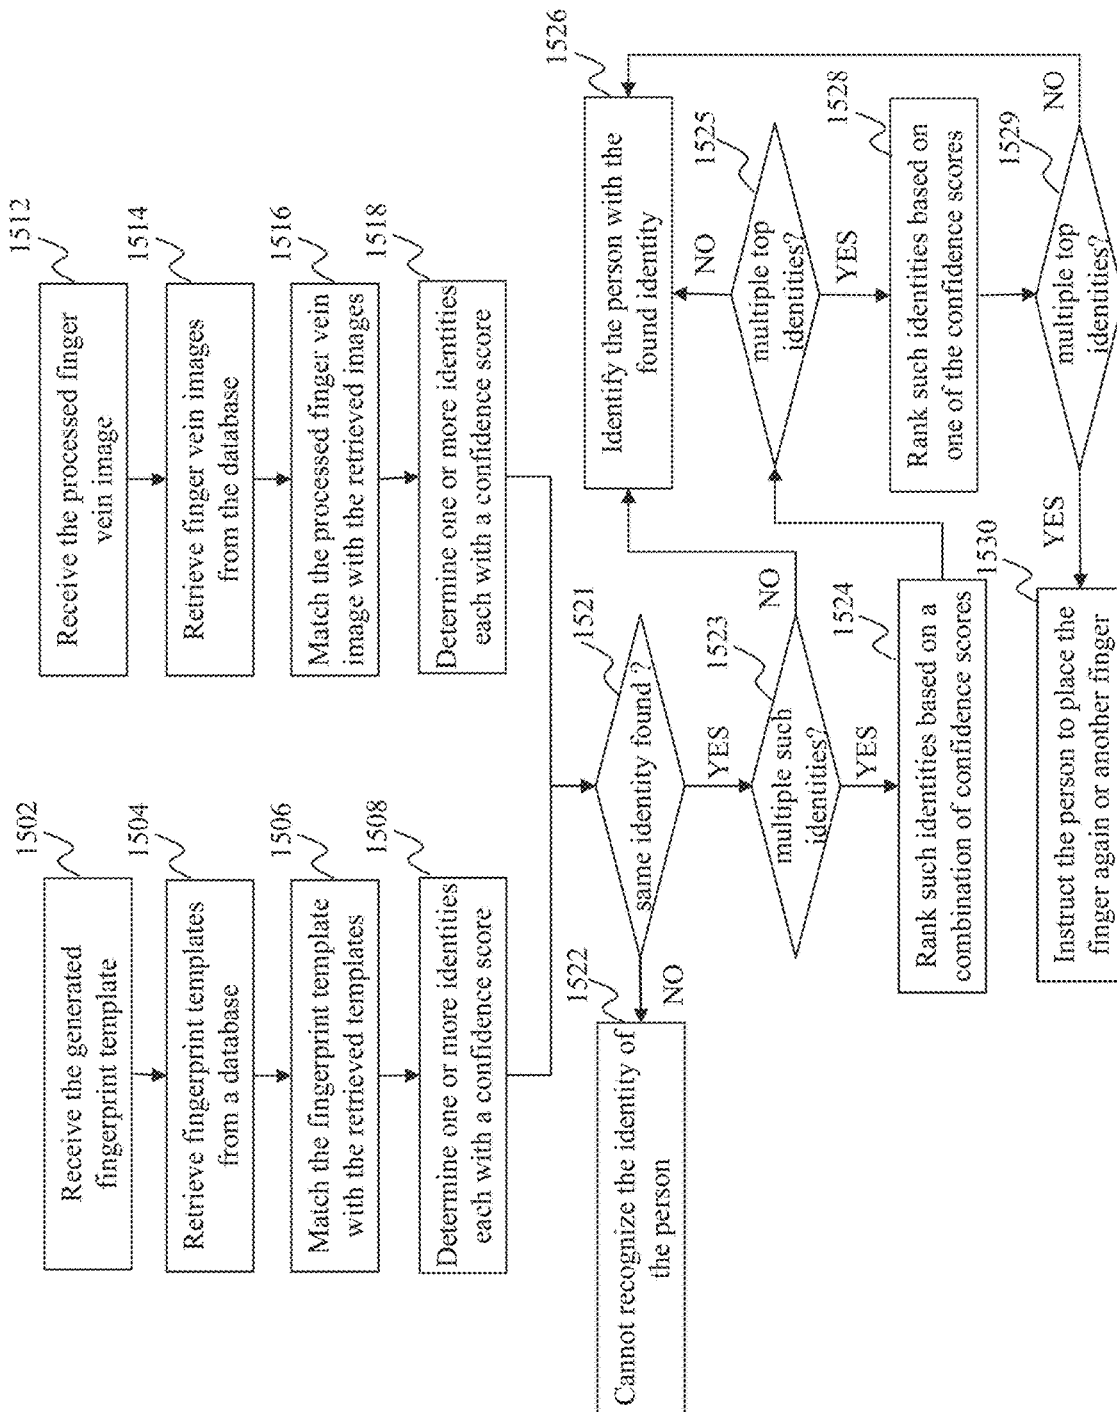 1502
Receive the generated
fingerprint template
1504
Retrieve fingerprint templates
from a database
1506
Match the fingerprint template
with the retrieved templates
1508
Determine one or more identities
each with a confidence score
1512
Receive the processed finger
vein image
1514
Retrieve finger vein images
from the database
1516
Match the processed finger vein
image with the retrieved images
1518
Determine one or more identities
each with a confidence score
1521
same identity found ?
NO
1522
Cannot recognize the identity of
the person
YES
1523
multiple such
identities?
NO
YES
1524
Rank such identities based on a
combination of confidence scores
1526
Identify the person with the
found identity
NO
1525
multiple top
identities?
YES
1528
Rank such identities based on
one of the confidence scores
1529
multiple top
identities?
NO
YES
1530
Instruct the person to place the
finger again or another finger